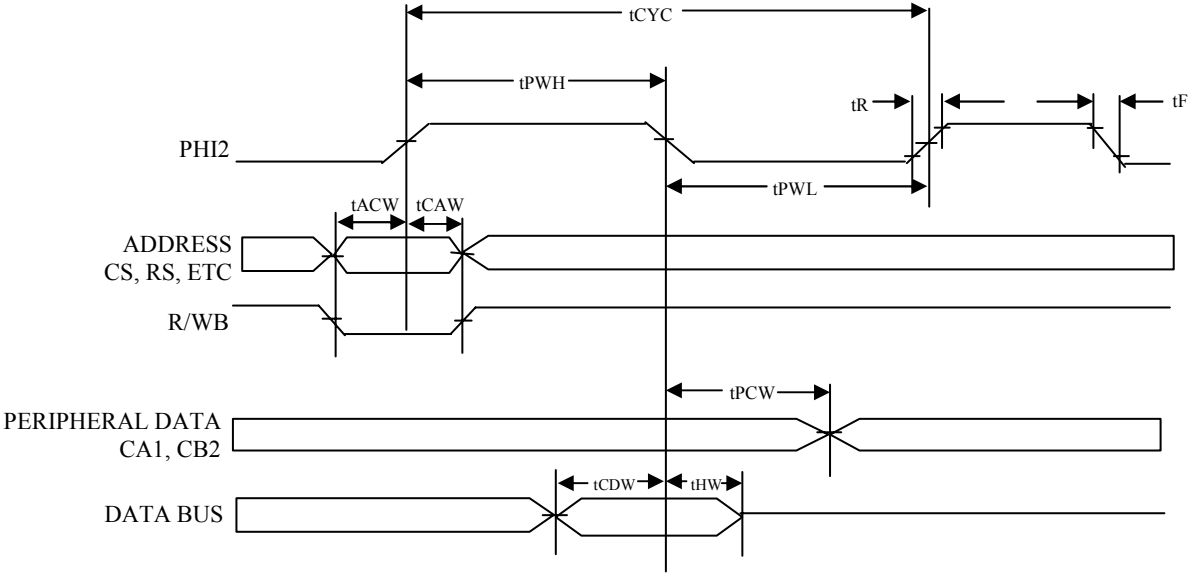 tCYC
tPWH
tR
tF
PHI2
tPWL
tACW
tCAW
ADDRESS
CS, RS, ETC
R/WB
tPCW
PERIPHERAL DATA
CA1, CB2
tCDW
tHW
DATA BUS